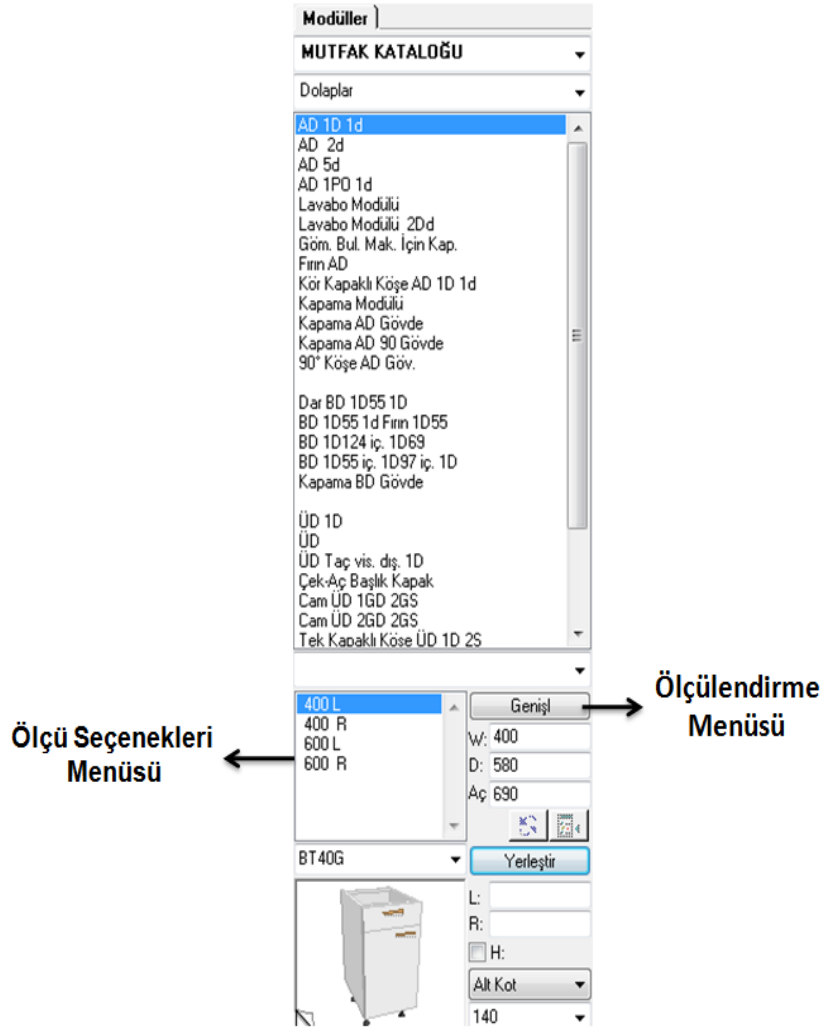 Modüller
MUTFAK KATALOĞU
Dolaplar
AD 1D 1d
AD 2d
AD 5d
AD 1PO 1d
Lavabo Modülü
Lavabo Modülü 2Dd
Göm. Bul. Mak. İçin Kap.
Fırın AD
Kör Kapaklı Köşe AD 1D 1d
Kapama Modülü
Kapama AD Gövde
Kapama AD 90 Gövde
90° Köşe AD Göv.
Dar BD 1D55 1D
BD 1D55 1d Fırın 1D55
BD 1D124 iç. 1D69
BD 1D55 iç. 1D97 iç. 1D
Kapama BD Gövde
ÜD 1D
ÜD
ÜD Taç vis. dış. 1D
Çek-Aç Başlık Kapak
Cam ÜD 1GD 2GS
Cam ÜD 2GD 2GS
Tek Kapaklı Köşe ÜD 1D 2S
400 L
400 R
600 L
600 R
Genişl
W: 400
D: 580
Aç 690
Ölçülendirme
Menüsü
Ölçü Seçenekleri
Menüsü
BT40G
Yerleştir
L:
R:
H:
Alt Kot
140